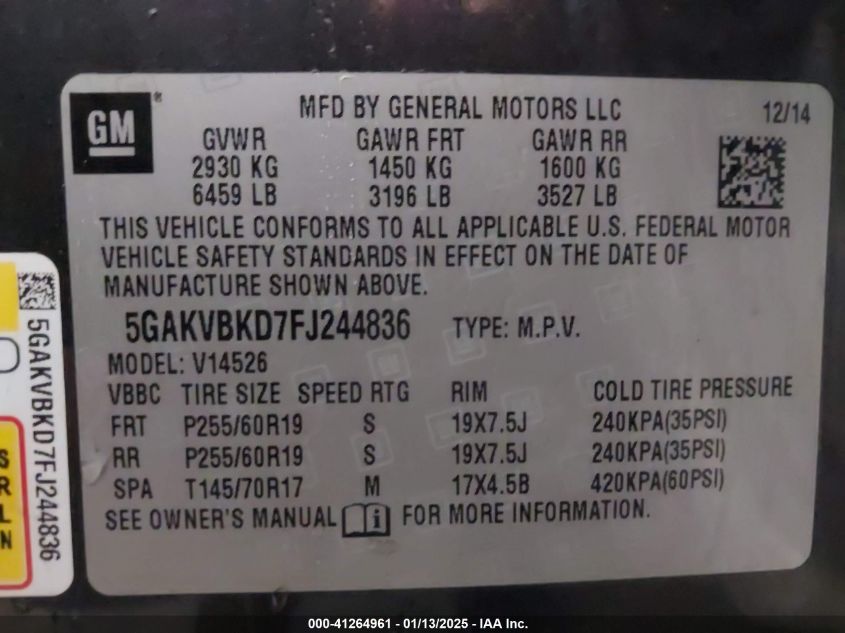 GM®
MFD BY GENERAL MOTORS LLC
12/14
GVWR GAWR FRT GAWR RR
2930 KG 1450 KG 1600 KG
6459 LB 3196 LB 3527 LB
THIS VEHICLE CONFORMS TO ALL APPLICABLE U.S. FEDERAL MOTOR
VEHICLE SAFETY STANDARDS IN EFFECT ON THE DATE OF
MANUFACTURE SHOWN ABOVE.
5GAKVBKD7FJ244836 TYPE: M.P.V.
MODEL: V14526
VBBC TIRE SIZE SPEED RTG RIM COLD TIRE PRESSURE
FRT P255/60R19 S 19X7.5J 240KPA(35PSI)
RR P255/60R19 S 19X7.5J 240KPA(35PSI)
SPA T145/70R17 M 17X4.5B 420KPA(60PSI)
SEE OWNER'S MANUAL i FOR MORE INFORMATION.
5GAKVBKD7FJ244836
S
R
L
N
000-41264961 - 01/13/2025 - IAA Inc.